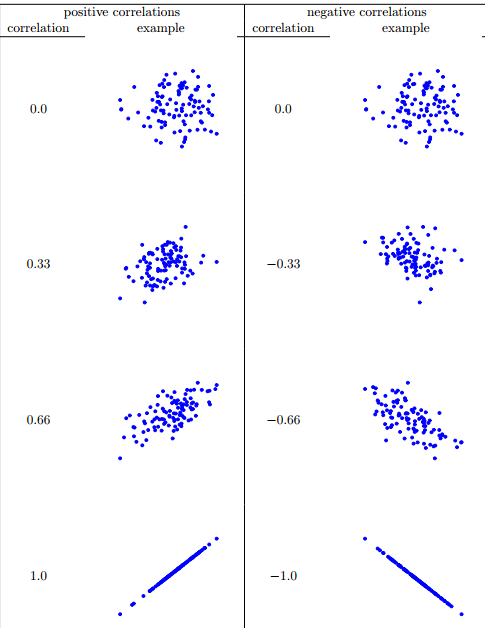 positive correlations negative correlations
correlation example correlation example
0.0 0.0
0.33 −0.33
0.66 −0.66
1.0 −1.0